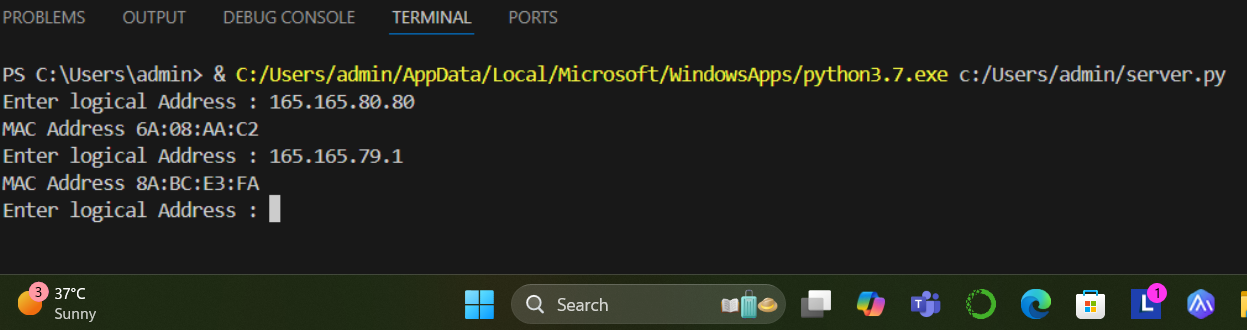 PROBLEMS OUTPUT DEBUG CONSOLE TERMINAL PORTS
PS C:\Users\admin> & C:/Users/admin/AppData/Local/Microsoft/WindowsApps/python3.7.exe c:/Users/admin/server.py
Enter logical Address : 165.165.80.80
MAC Address 6A:08:AA:C2
Enter logical Address : 165.165.79.1
MAC Address 8A:BC:E3:FA
Enter logical Address :
3 37°C
Sunny
Search
L 1